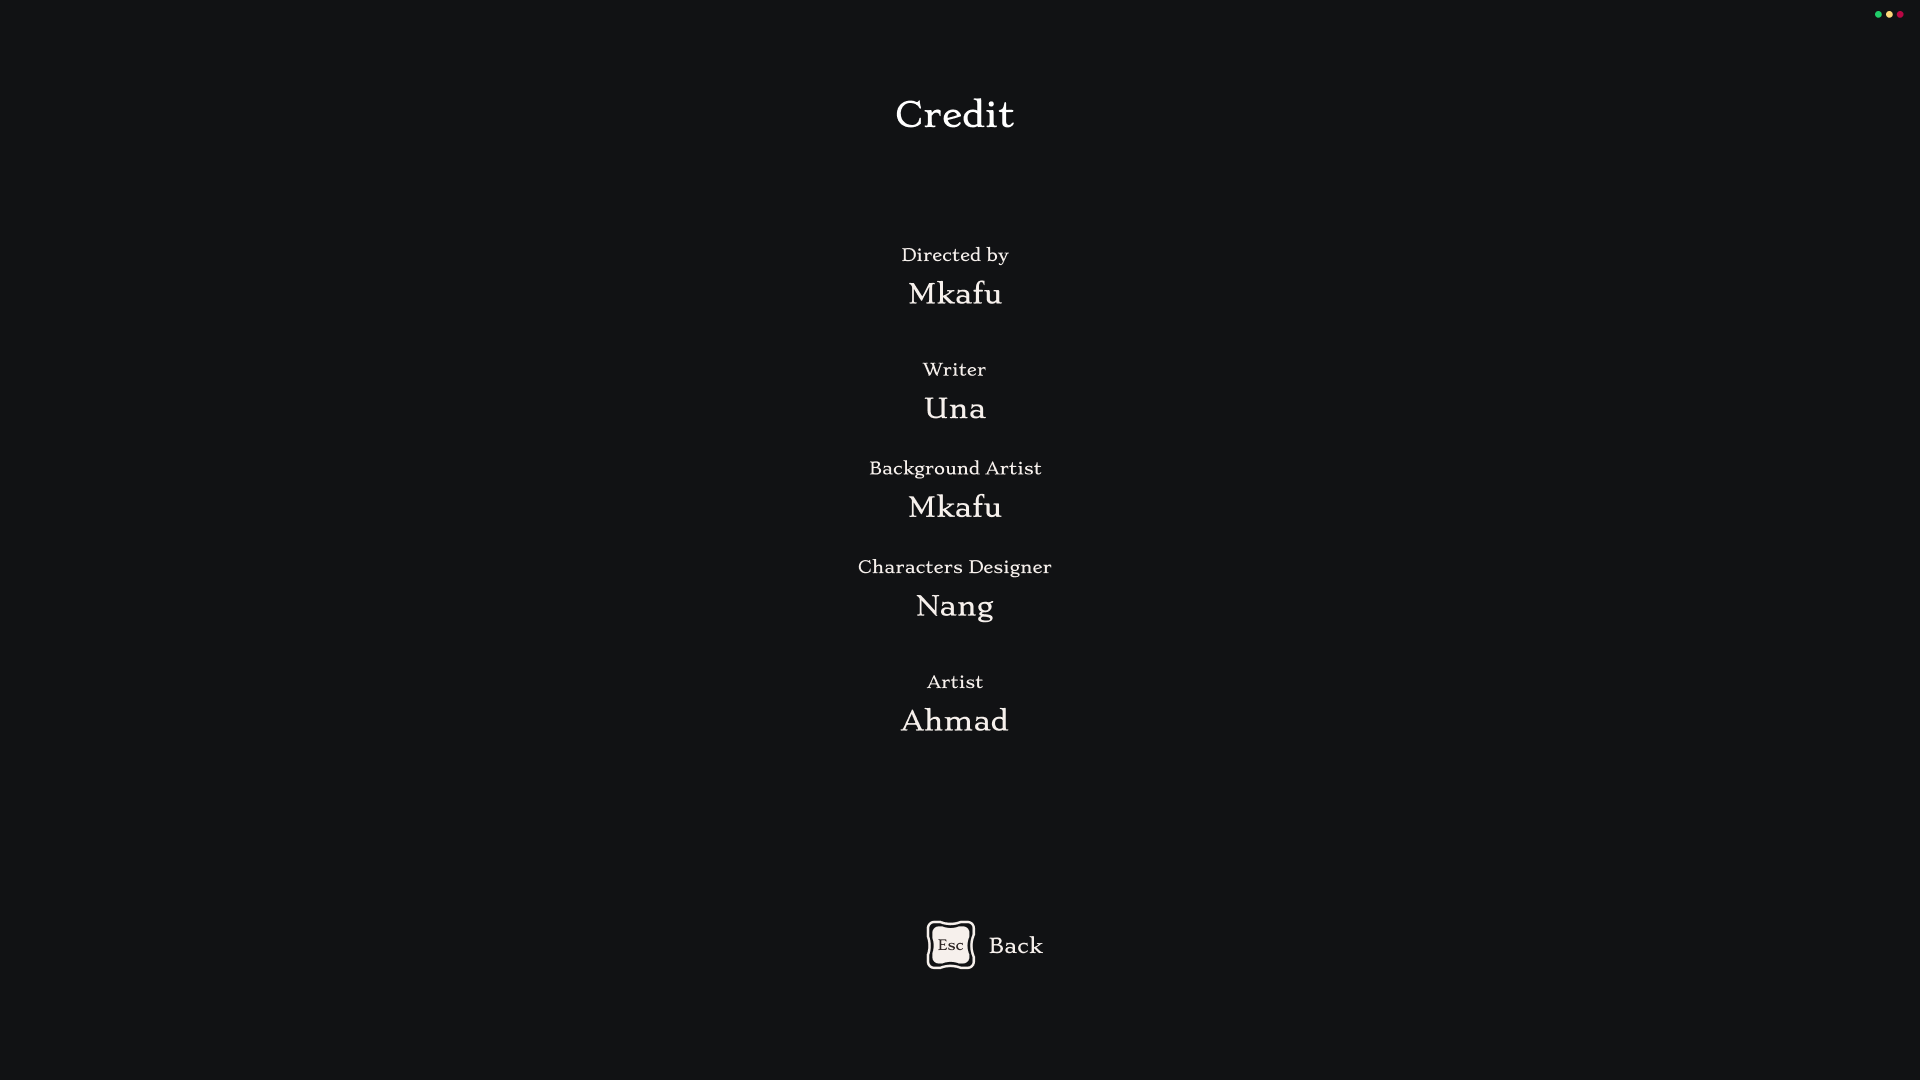 Credit
Directed by
Mkafu
Writer
Una
Background Artist
Mkafu
Characters Designer
Nang
Artist
Ahmad
Esc Back